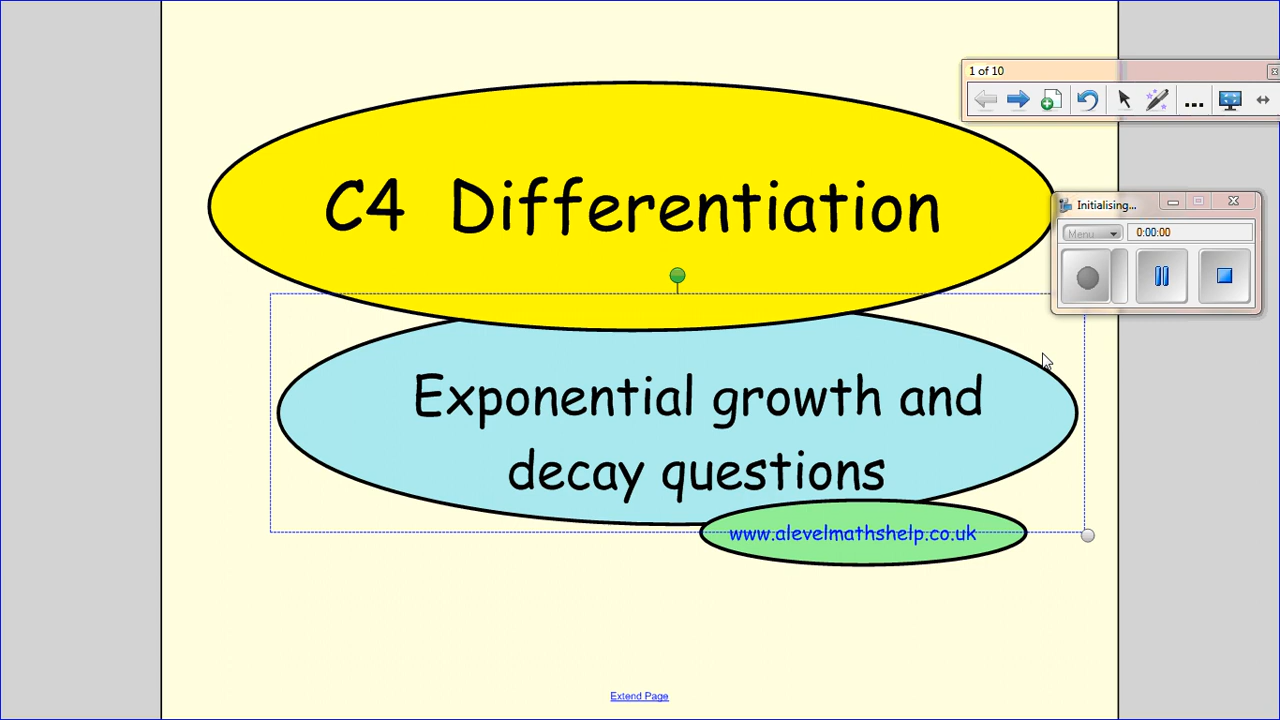 1 of 10
C4 Differentiation
Initialising...
Menu
0:00:00
Exponential growth and
decay questions
www.alevelmathshelp.co.uk
Extend Page